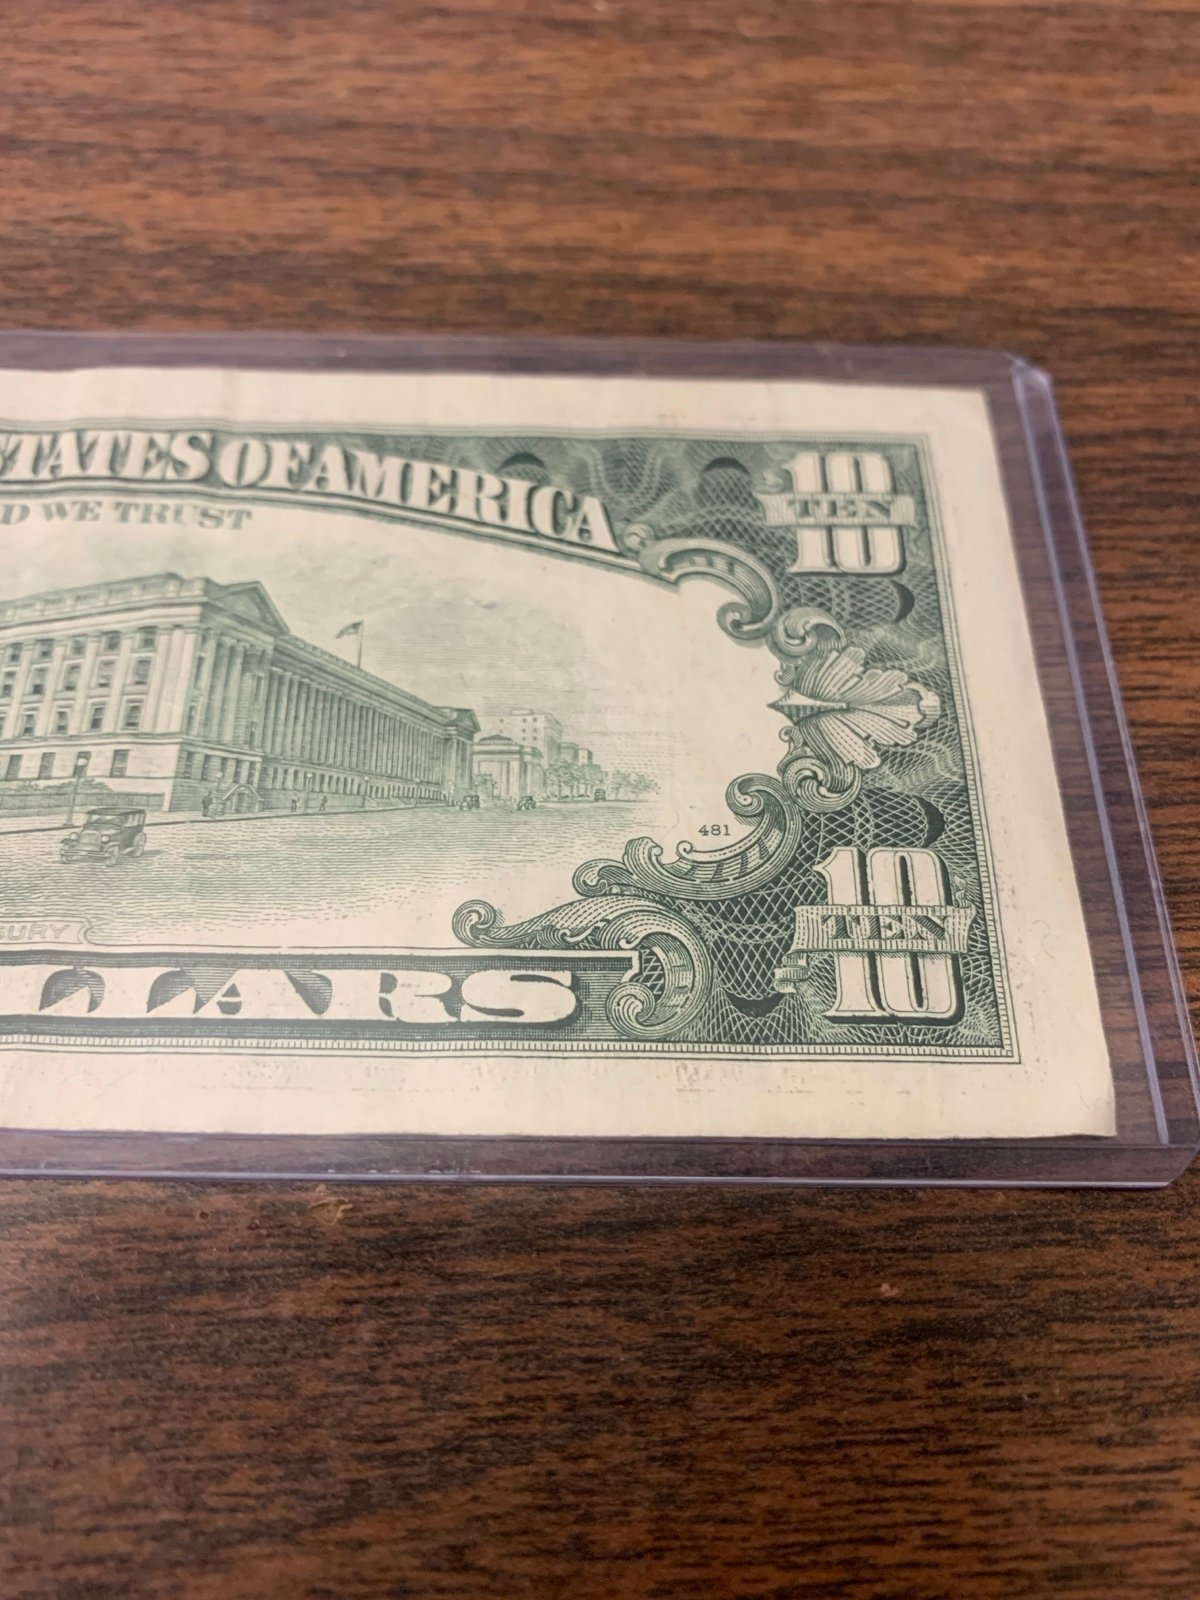 STATES OF AMERICA
D WE TRUST
10
TEN
10
481
SURY
LLARS
10
TEN
10